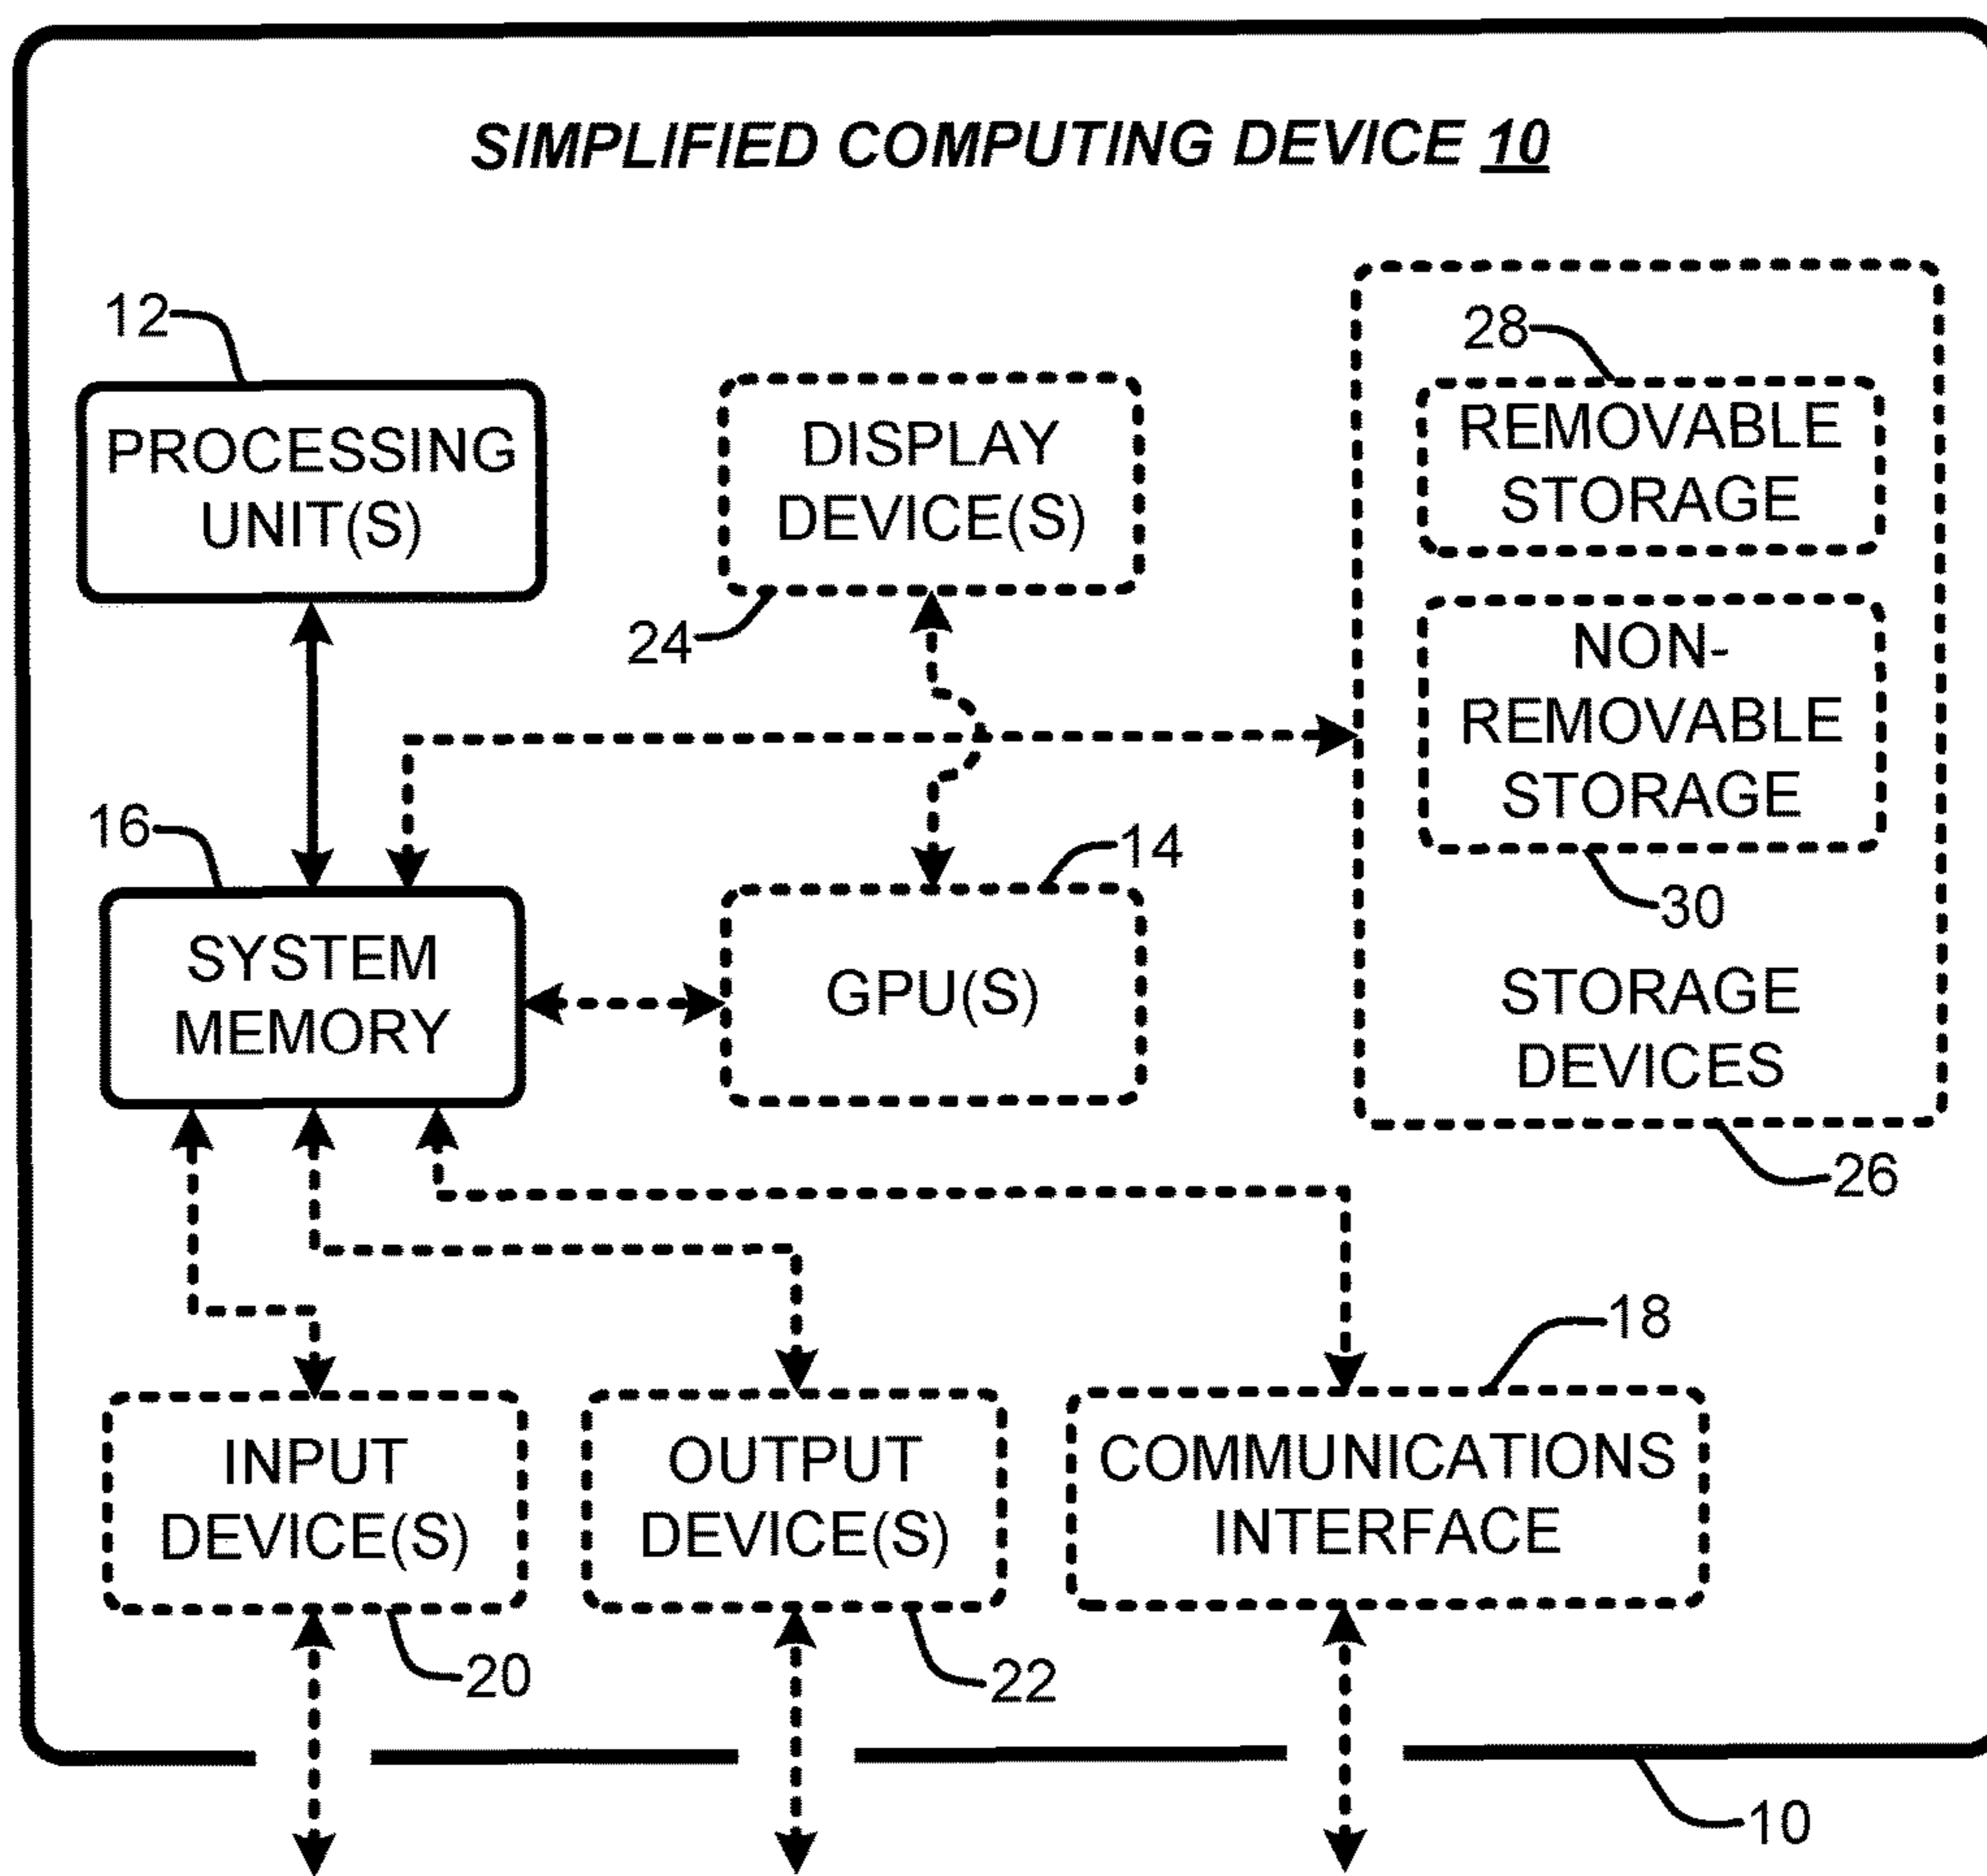 SIMPLIFIED COMPUTING DEVICE 10
12
PROCESSING
UNIT(S)
DISPLAY
DEVICE(S)
24
28
REMOVABLE
STORAGE
NON-
REMOVABLE
STORAGE
30
STORAGE
DEVICES
26
16
SYSTEM
MEMORY
14
GPU(S)
18
INPUT
DEVICE(S)
20
OUTPUT
DEVICE(S)
22
COMMUNICATIONS
INTERFACE
10